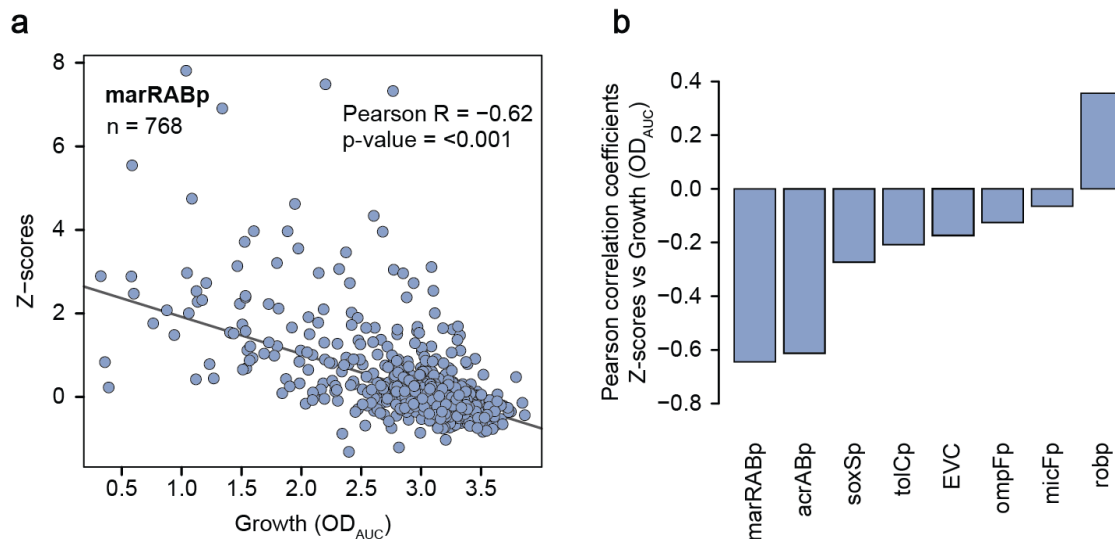 a
marRABp
n = 768
Pearson R = −0.62
p-value = <0.001
Z−scores
8
6
4
2
0
0.5 1.0 1.5 2.0 2.5 3.0 3.5
Growth (OD_AUC)
b
Pearson correlation coefficients
Z−scores vs Growth (OD_AUC)
0.4
0.2
0.0
−0.2
−0.4
−0.6
−0.8
marRABp
acrABp
soxSp
tolCp
EVC
ompFp
micFp
robp